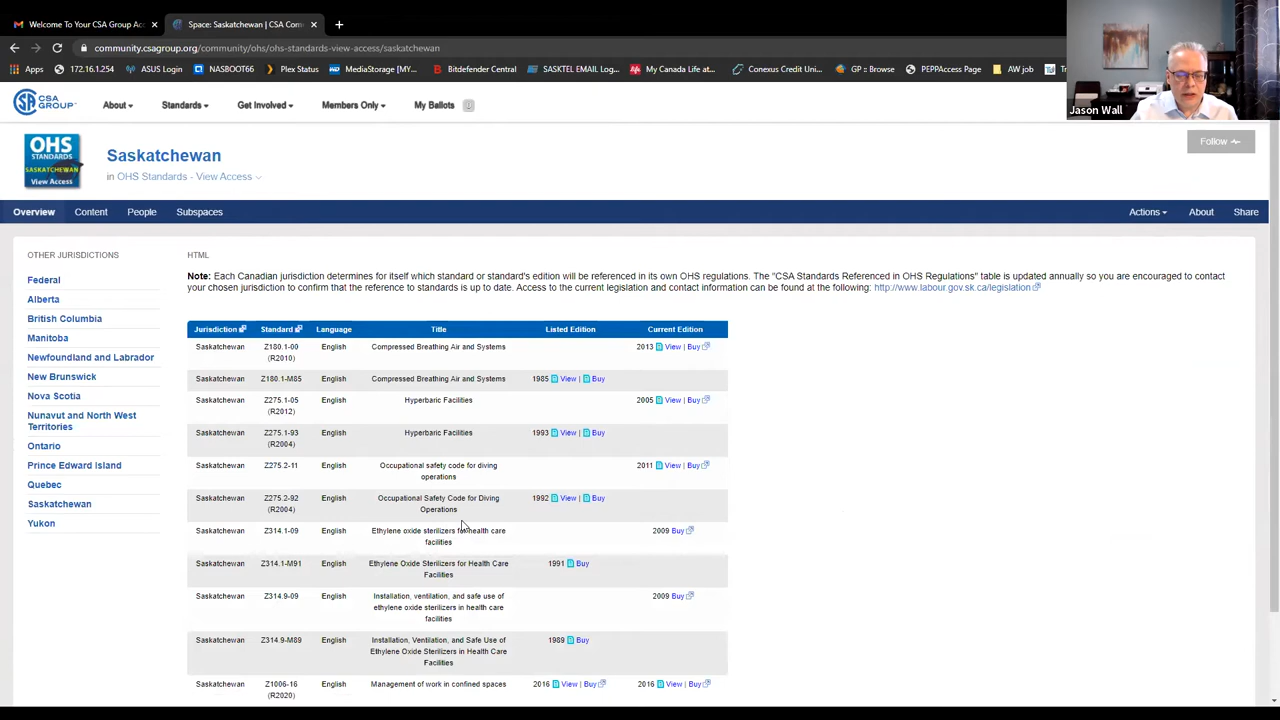 Welcome To Your CSA Group Acc
Space: Saskatchewan | CSA Com
community.csagroup.org/community/ohs/ohs-standards-view-access/saskatchewan
Apps 172.16.1.254 ASUS Login NASBOOT66 Plex Status MediaStorage [MY... Bitdefender Central SASKTEL EMAIL Log... My Canada Life at... Conexus Credit Uni... GP :: Browse PEPPAccess Page AW job
Jason Wall
CSA GROUP
About Standards Get Involved Members Only My Ballots
OHS STANDARDS SASKATCHEWAN View Access
Saskatchewan
in OHS Standards - View Access
Follow
Overview Content People Subspaces Actions About Share
OTHER JURISDICTIONS
Federal
Alberta
British Columbia
Manitoba
Newfoundland and Labrador
New Brunswick
Nova Scotia
Nunavut and North West
Territories
Ontario
Prince Edward Island
Quebec
Saskatchewan
Yukon
HTML
Note: Each Canadian jurisdiction determines for itself which standard or standard's edition will be referenced in its own OHS regulations. The "CSA Standards Referenced in OHS Regulations" table is updated annually so you are encouraged to contact
your chosen jurisdiction to confirm that the reference to standards is up to date. Access to the current legislation and contact information can be found at the following: http://www.labour.gov.sk.ca/legislation
Jurisdiction Standard Language Title Listed Edition Current Edition
Saskatchewan Z180.1-00 English Compressed Breathing Air and Systems 2013 View | Buy
(R2010)
Saskatchewan Z180.1-M85 English Compressed Breathing Air and Systems 1985 View | Buy
Saskatchewan Z275.1-05 English Hyperbaric Facilities 2005 View | Buy
(R2012)
Saskatchewan Z275.1-93 English Hyperbaric Facilities 1993 View | Buy
(R2004)
Saskatchewan Z275.2-11 English Occupational safety code for diving 2011 View | Buy
operations
Saskatchewan Z275.2-92 English Occupational Safety Code for Diving 1992 View | Buy
(R2004) Operations
Saskatchewan Z314.1-09 English Ethylene oxide sterilizers for health care 2009 Buy
facilities
Saskatchewan Z314.1-M91 English Ethylene Oxide Sterilizers for Health Care 1991 Buy
Facilities
Saskatchewan Z314.9-09 English Installation, ventilation, and safe use of 2009 Buy
ethylene oxide sterilizers in health care
facilities
Saskatchewan Z314.9-M89 English Installation, Ventilation, and Safe Use of 1989 Buy
Ethylene Oxide Sterilizers in Health Care
Facilities
Saskatchewan Z1006-16 English Management of work in confined spaces 2016 View | Buy 2016 View | Buy
(R2020)